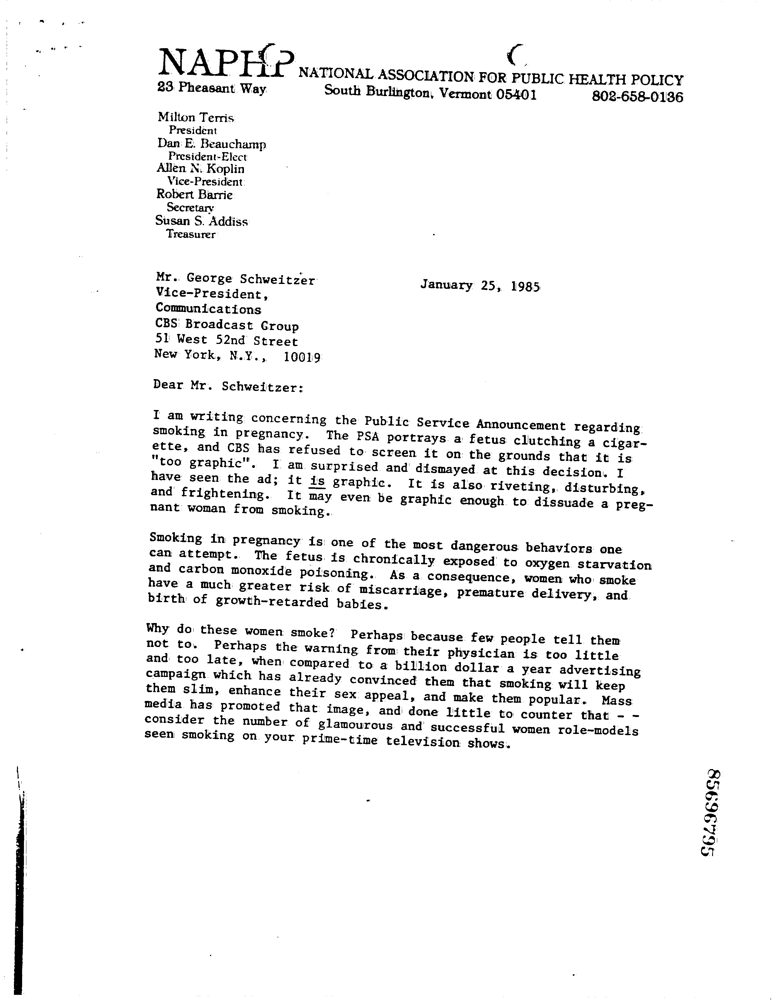 NAPHP NATIONAL ASSOCIATION FOR PUBLIC HEALTH POLICY
23 Pheasant Way South Burlington, Vermont 05401 802-658-0136
Milton Terris
President
Dan E. Beauchamp
President-Elect
Allen N. Koplin
Vice-President
Robert Barrie
Secretary
Susan S. Addiss
Treasurer
Mr. George Schweitzer January 25, 1985
Vice-President,
Communications
CBS Broadcast Group
51 West 52nd Street
New York, N.Y., 10019
Dear Mr. Schweitzer:
I am writing concerning the Public Service Announcement regarding
smoking in pregnancy. The PSA portrays a fetus clutching a cigar-
ette, and CBS has refused to screen it on the grounds that it is
"too graphic". I am surprised and dismayed at this decision. I
have seen the ad; it is graphic. It is also riveting, disturbing,
and frightening. It may even be graphic enough to dissuade a preg-
nant woman from smoking.
Smoking in pregnancy is one of the most dangerous behaviors one
can attempt. The fetus is chronically exposed to oxygen starvation
and carbon monoxide poisoning. As a consequence, women who smoke
have a much greater risk of miscarriage, premature delivery, and
birth of growth-retarded babies.
Why do these women smoke? Perhaps because few people tell them
not to. Perhaps the warning from their physician is too little
and too late, when compared to a billion dollar a year advertising
campaign which has already convinced them that smoking will keep
them slim, enhance their sex appeal, and make them popular. Mass
media has promoted that image, and done little to counter that - -
consider the number of glamourous and successful women role-models
seen smoking on your prime-time television shows.
85696795